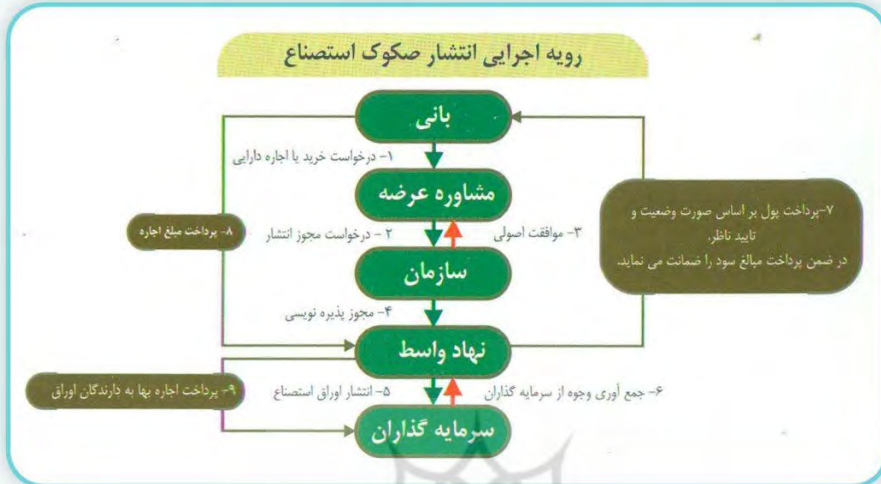 رویه اجرایی انتشار صکوک استصناع
بانی
۱- درخواست خرید یا اجاره دارایی
مشاوره عرضه
۲- درخواست مجوز انتشار
۳- موافقت اصولی
۸- پرداخت مبلغ اجاره
۷-پرداخت پول بر اساس صورت وضعیت و
تایید ناظر.
در ضمن پرداخت مبالغ سود را ضمانت می نماید.
سازمان
۴- مجوز پذیره نویسی
نهاد واسط
۵- انتشار اوراق استصناع
۶- جمع آوری وجوه از سرمایه گذاران
۹- پرداخت اجاره بها به دارندگان اوراق
سرمایه گذاران